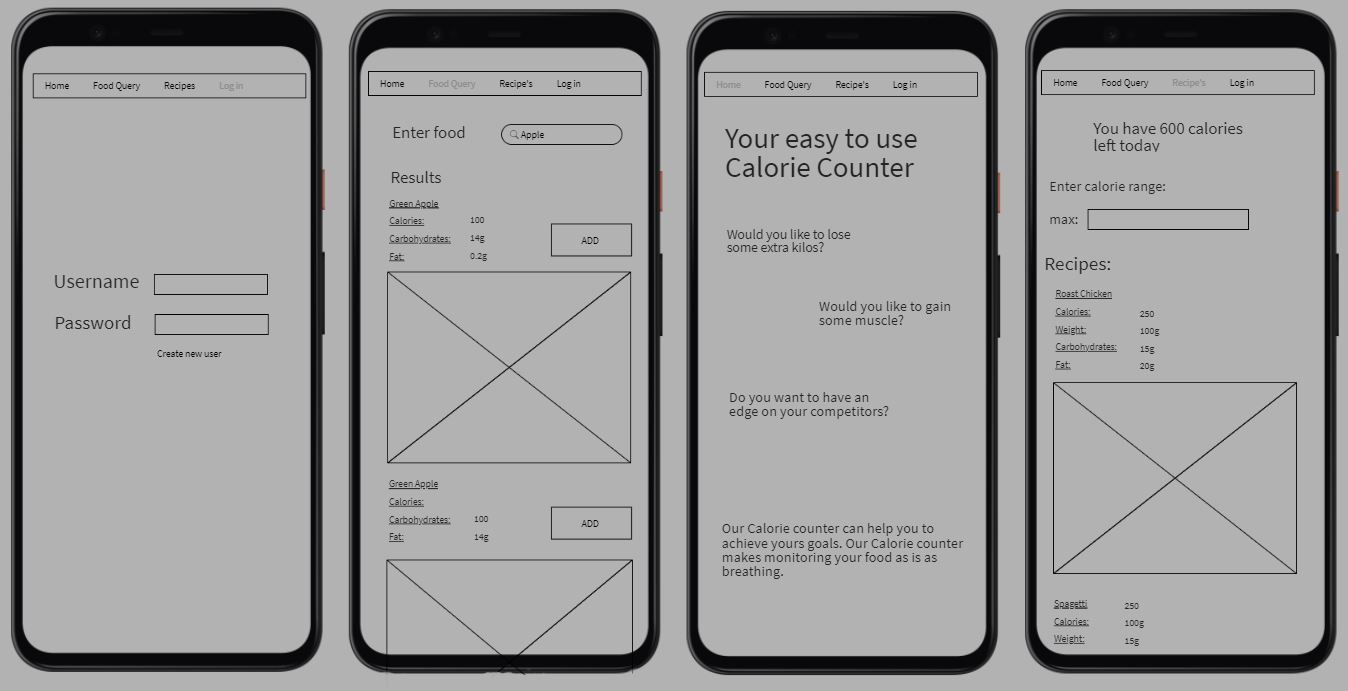 Home Food Query Recipes Log in
Username
Password
Create new user
Home Food Query Recipe's Log in
Enter food Apple
Results
Green Apple
Calories: 100
Carbohydrates: 14g
Fat: 0.2g
ADD
Green Apple
Calories:
Carbohydrates: 100
Fat: 14g
ADD
Home Food Query Recipe's Log in
Your easy to use
Calorie Counter
Would you like to lose
some extra kilos?
Would you like to gain
some muscle?
Do you want to have an
edge on your competitors?
Our Calorie counter can help you to
achieve yours goals. Our Calorie counter
makes monitoring your food as is as
breathing.
Home Food Query Recipe's Log in
You have 600 calories
left today
Enter calorie range:
max:
Recipes:
Roast Chicken
Calories: 250
Weight: 100g
Carbohydrates: 15g
Fat: 20g
Spagetti 250
Calories: 100g
Weight: 15g